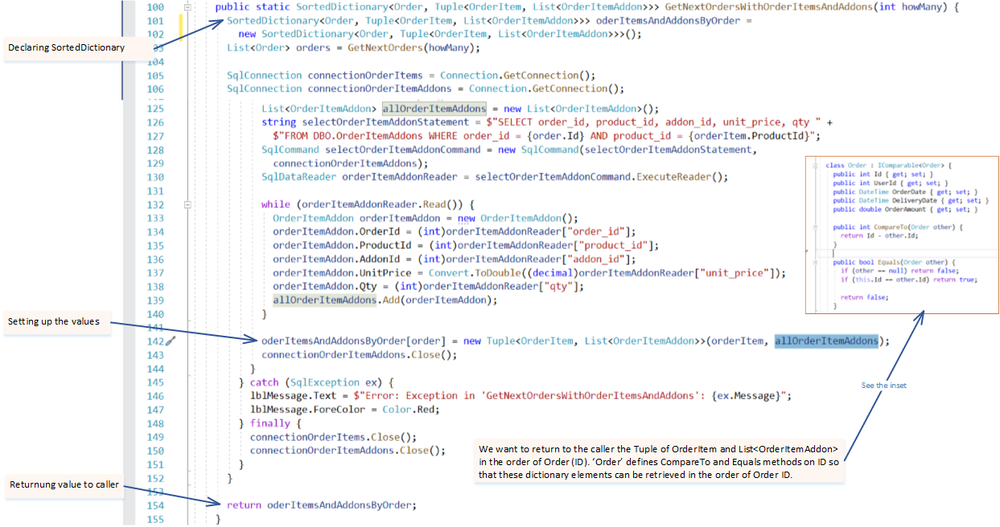 100 public static SortedDictionary<Order, Tuple<OrderItem, List<OrderItemAddon>>> GetNextOrdersWithOrderItemsAndAddons(int howMany) {
101 SortedDictionary<Order, Tuple<OrderItem, List<OrderItemAddon>>> oderItemsAndAddonsByOrder =
102 new SortedDictionary<Order, Tuple<OrderItem, List<OrderItemAddon>>>();
Declaring SortedDictionary
103 List<Order> orders = GetNextOrders(howMany);
104
105 SqlConnection connectionOrderItems = Connection.GetConnection();
106 SqlConnection connectionOrderItemAddons = Connection.GetConnection();
125 List<OrderItemAddon> allOrderItemAddons = new List<OrderItemAddon>();
126 string selectOrderItemAddonStatement = $"SELECT order_id, product_id, addon_id, unit_price, qty " +
127 $"FROM DBO.OrderItemAddons WHERE order_id = {order.Id} AND product_id = {orderItem.ProductId}";
128 SqlCommand selectOrderItemAddonCommand = new SqlCommand(selectOrderItemAddonStatement,
129 connectionOrderItemAddons);
130 SqlDataReader orderItemAddonReader = selectOrderItemAddonCommand.ExecuteReader();
131
132 while (orderItemAddonReader.Read()) {
133 OrderItemAddon orderItemAddon = new OrderItemAddon();
134 orderItemAddon.OrderId = (int)orderItemAddonReader["order_id"];
135 orderItemAddon.ProductId = (int)orderItemAddonReader["product_id"];
136 orderItemAddon.AddonId = (int)orderItemAddonReader["addon_id"];
137 orderItemAddon.UnitPrice = Convert.ToDouble((decimal)orderItemAddonReader["unit_price"]);
138 orderItemAddon.Qty = (int)orderItemAddonReader["qty"];
139 allOrderItemAddons.Add(orderItemAddon);
140 }
Setting up the values
141
142 oderItemsAndAddonsByOrder[order] = new Tuple<OrderItem, List<OrderItemAddon>>(orderItem, allOrderItemAddons);
143 connectionOrderItemAddons.Close();
144 }
145 } catch (SqlException ex) {
146 lblMessage.Text = $"Error: Exception in 'GetNextOrdersWithOrderItemsAndAddons': {ex.Message}";
147 lblMessage.ForeColor = Color.Red;
148 } finally {
149 connectionOrderItems.Close();
150 connectionOrderItemAddons.Close();
151 }
152 }
Returnung value to caller
153
154 return oderItemsAndAddonsByOrder;
155 }
class Order : IComparable<Order> {
public int Id { get; set; }
public int UserId { get; set; }
public DateTime OrderDate { get; set; }
public DateTime DeliveryDate { get; set; }
public double OrderAmount { get; set; }
public int CompareTo(Order other) {
return Id - other.Id;
}
public bool Equals(Order other) {
if (other == null) return false;
if (this.Id == other.Id) return true;
return false;
}
See the inset
We want to return to the caller the Tuple of OrderItem and List<OrderItemAddon>
in the order of Order (ID). ‘Order’ defines CompareTo and Equals methods on ID so
that these dictionary elements can be retrieved in the order of Order ID.